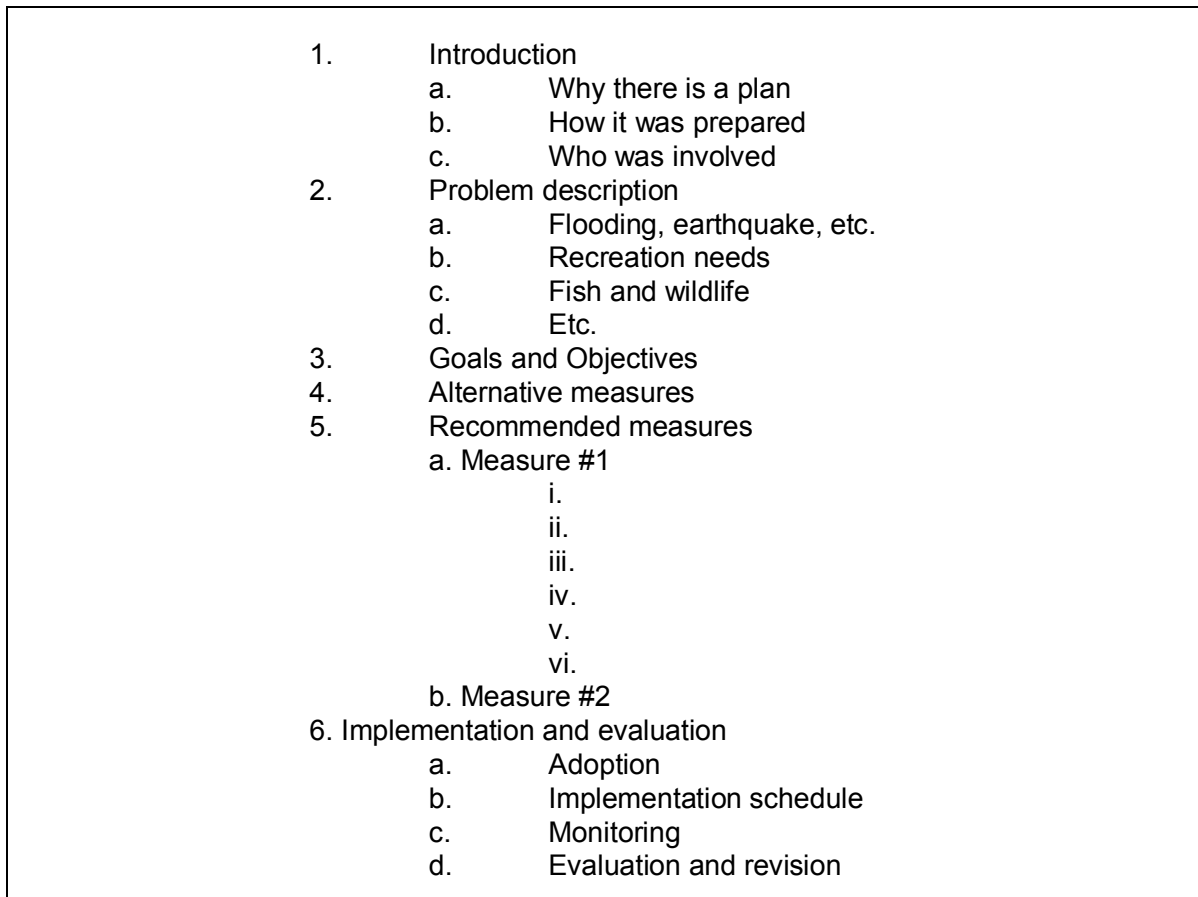 1. Introduction
a. Why there is a plan
b. How it was prepared
c. Who was involved
2. Problem description
a. Flooding, earthquake, etc.
b. Recreation needs
c. Fish and wildlife
d. Etc.
3. Goals and Objectives
4. Alternative measures
5. Recommended measures
a. Measure #1
i.
ii.
iii.
iv.
v.
vi.
b. Measure #2
6. Implementation and evaluation
a. Adoption
b. Implementation schedule
c. Monitoring
d. Evaluation and revision